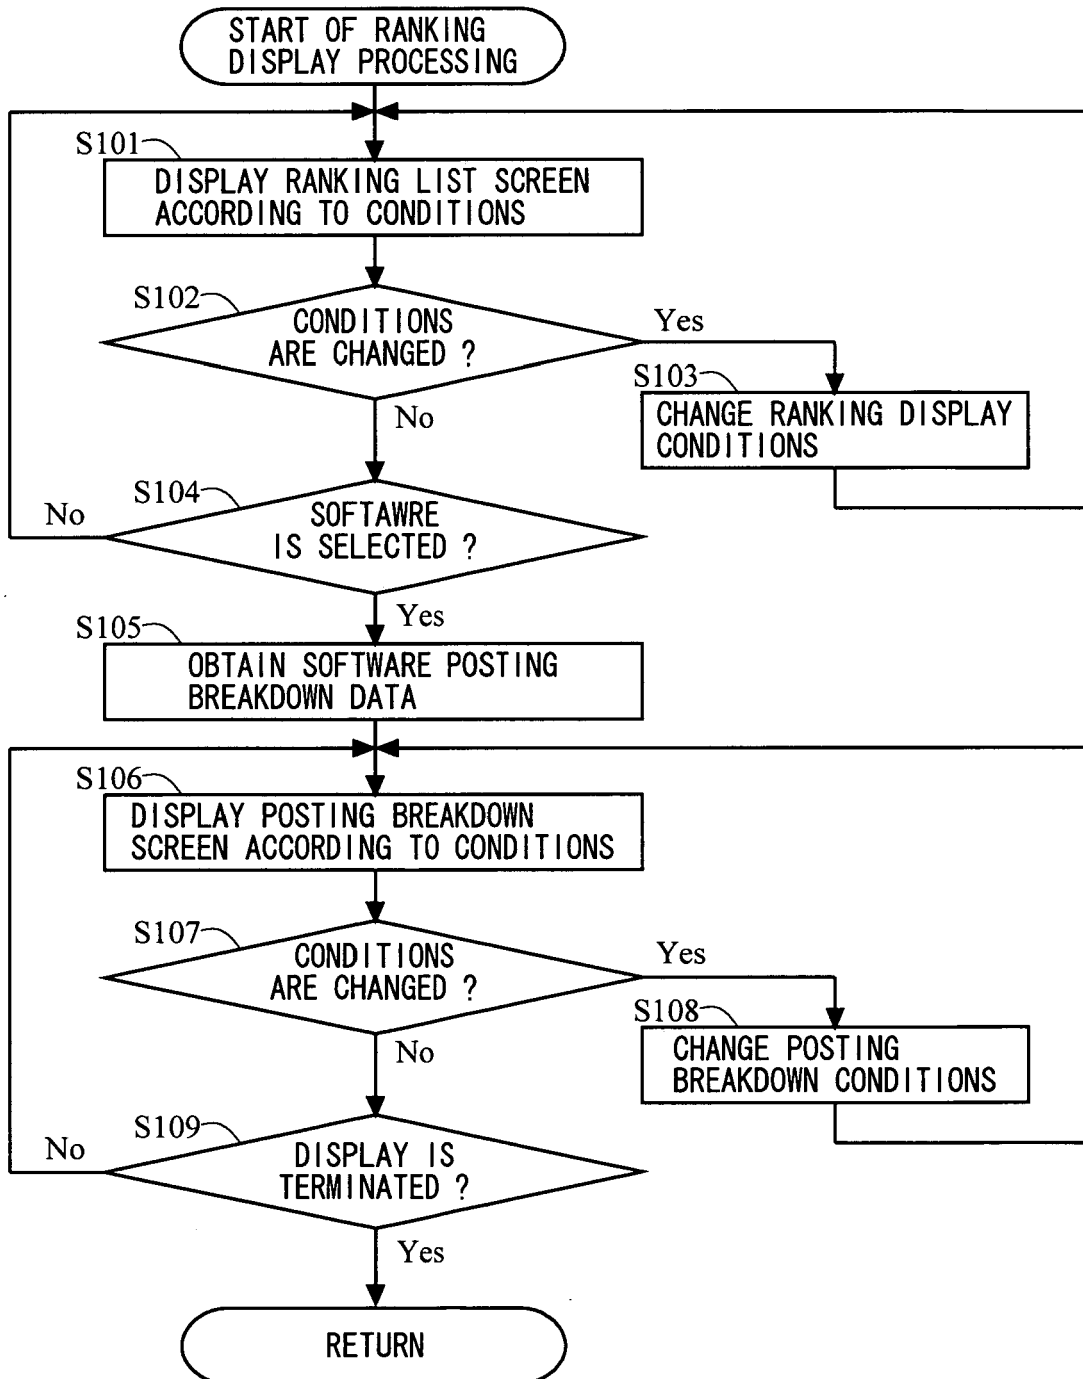 START OF RANKING
DISPLAY PROCESSING
S101
DISPLAY RANKING LIST SCREEN
ACCORDING TO CONDITIONS
S102
CONDITIONS
ARE CHANGED ?
Yes
S103
CHANGE RANKING DISPLAY
CONDITIONS
No
S104
SOFTAWRE
IS SELECTED ?
No
Yes
S105
OBTAIN SOFTWARE POSTING
BREAKDOWN DATA
S106
DISPLAY POSTING BREAKDOWN
SCREEN ACCORDING TO CONDITIONS
S107
CONDITIONS
ARE CHANGED ?
Yes
S108
CHANGE POSTING
BREAKDOWN CONDITIONS
No
S109
DISPLAY IS
TERMINATED ?
No
Yes
RETURN